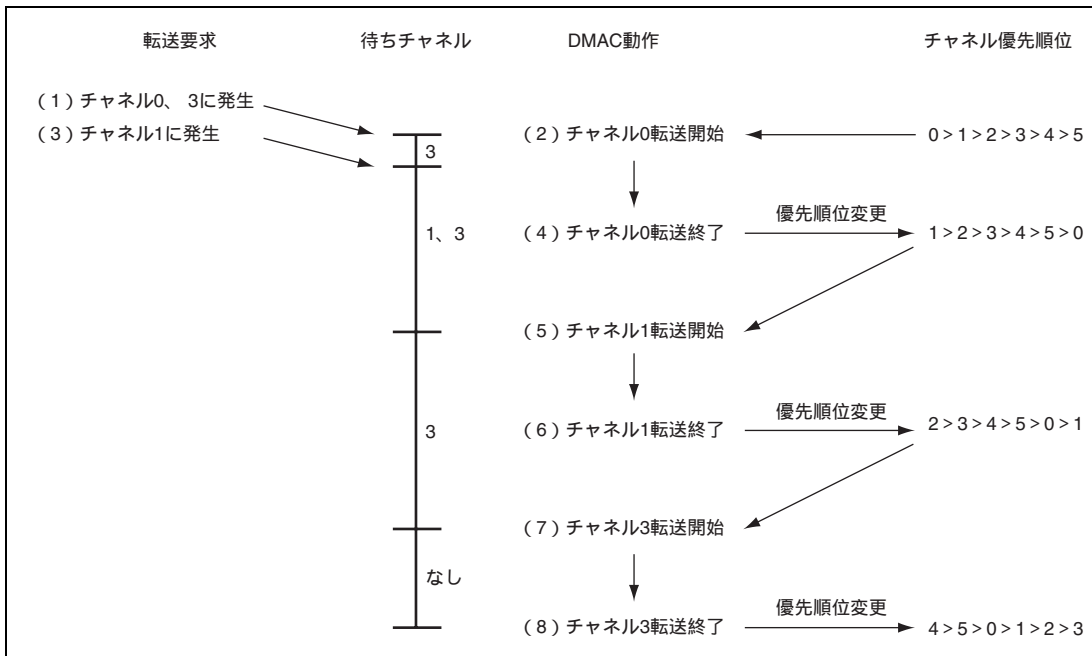 転送要求 待ちチャネル DMAC動作 チャネル優先順位
(1)チャネル0、 3に発生
(3)チャネル1に発生 (2)チャネル0転送開始 0>1>2>3>4>5
3
優先順位変更
1、3 (4)チャネル0転送終了 1>2>3>4>5>0
(5)チャネル1転送開始
優先順位変更
3 (6)チャネル1転送終了 2>3>4>5>0>1
(7)チャネル3転送開始
なし
優先順位変更
(8)チャネル3転送終了 4>5>0>1>2>3